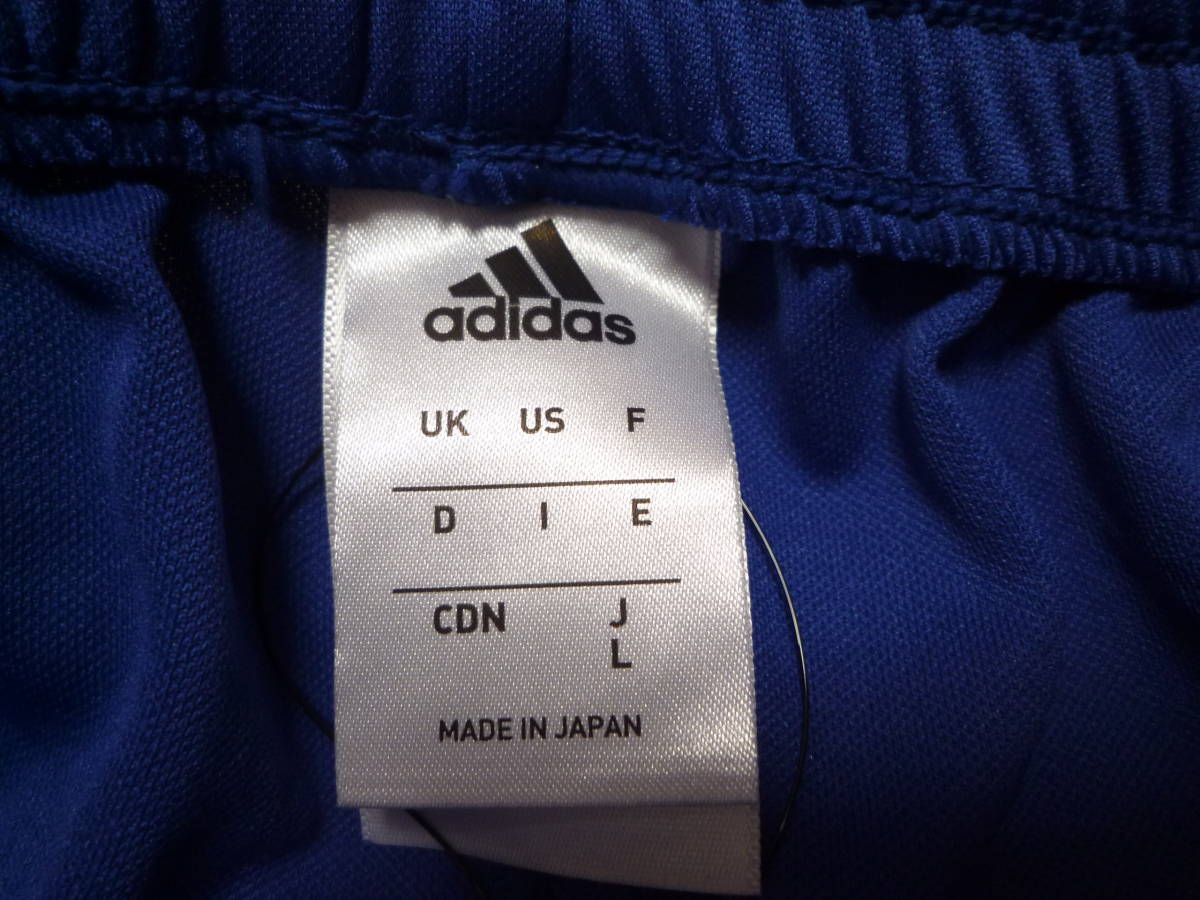 adidas
UK US F
D I E
CDN J
L
MADE IN JAPAN